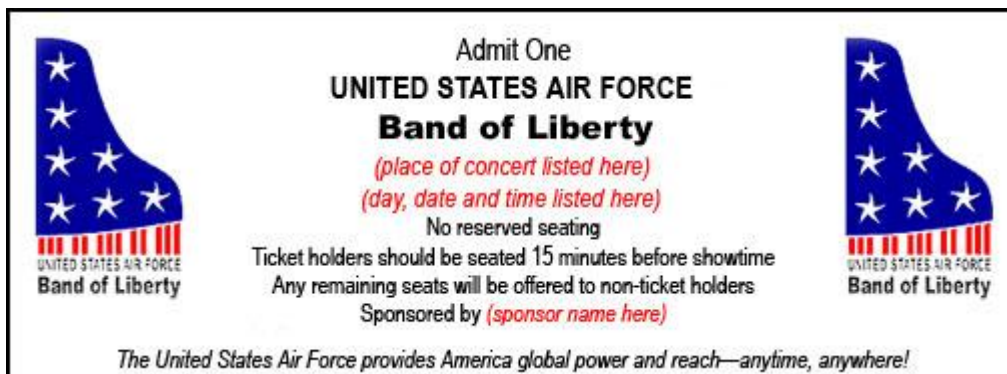 Admit One
UNITED STATES AIR FORCE
Band of Liberty
(place of concert listed here)
(day, date and time listed here)
No reserved seating
Ticket holders should be seated 15 minutes before showtime
Any remaining seats will be offered to non-ticket holders
Sponsored by (sponsor name here)
UNITED STATES AIR FORCE
Band of Liberty
UNITED STATES AIR FORCE
Band of Liberty
The United States Air Force provides America global power and reach—anytime, anywhere!